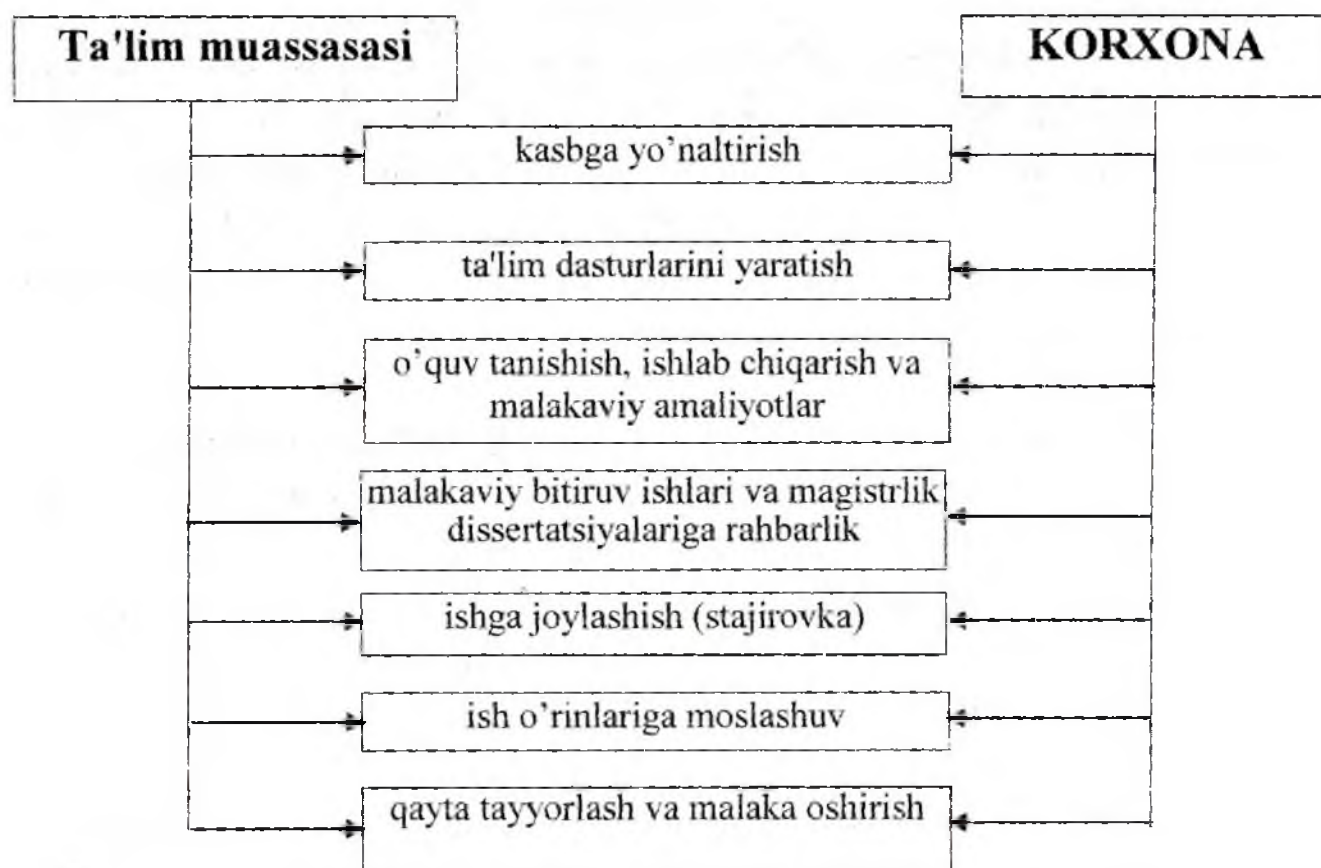 Ta'lim muassasasi
KORXONA
kasbga yo’naltirish
ta'lim dasturlarini yaratish
o’quv tanishish, ishlab chiqarish va
malakaviy amaliyotlar
malakaviy bitiruv ishlari va magistrlik
dissertatsiyalariga rahbarlik
ishga joylashish (stajirovka)
ish o’rinlariga moslashuv
qayta tayyorlash va malaka oshirish